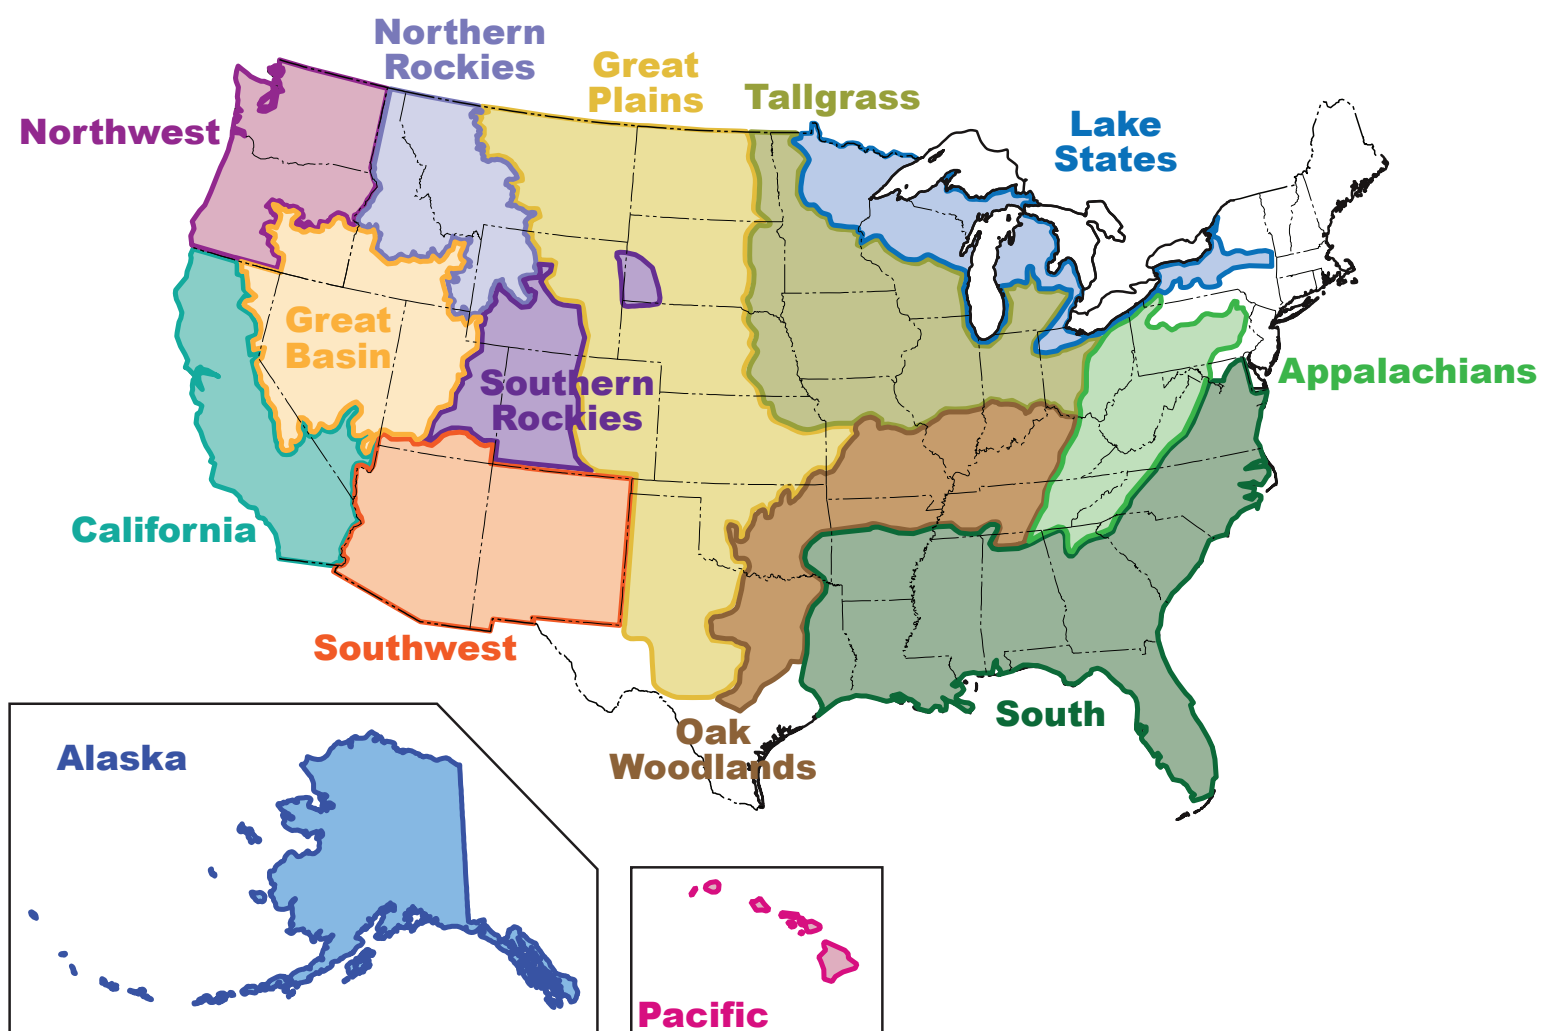 Northern
Rockies
Great
Plains
Tallgrass
Lake
States
Northwest
Great
Basin
Southern
Rockies
Appalachians
California
Southwest
South
Oak
Woodlands
Alaska
Pacific